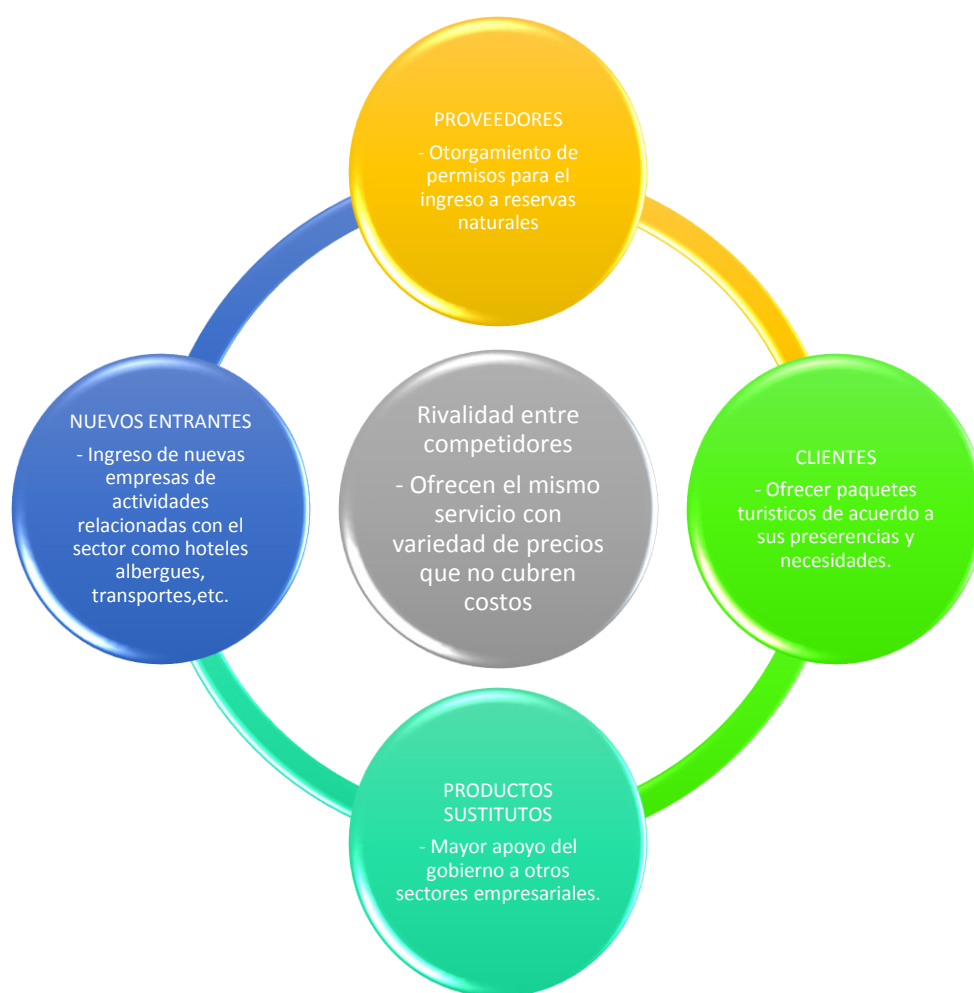 PROVEEDORES
- Otorgamiento de
permisos para el
ingreso a reservas
naturales
NUEVOS ENTRANTES
- Ingreso de nuevas
empresas de
actividades
relacionadas con el
sector como hoteles
albergues,
transportes,etc.
Rivalidad entre
competidores
- Ofrecen el mismo
servicio con
variedad de precios
que no cubren
costos
CLIENTES
- Ofrecer paquetes
turisticos de acuerdo a
sus preserencias y
necesidades.
PRODUCTOS
SUSTITUTOS
- Mayor apoyo del
gobierno a otros
sectores empresariales.